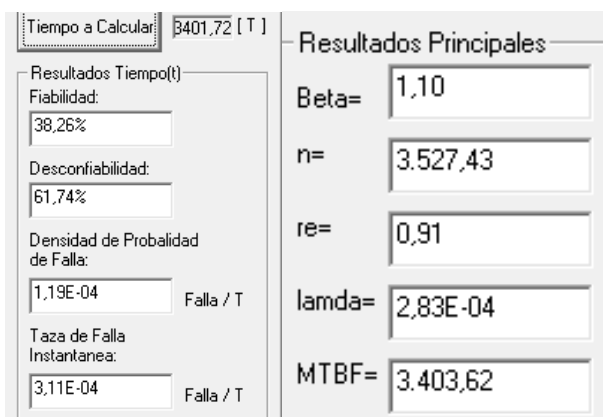 Tiempo a Calcular 3401,72 [ T ]
Resultados Tiempo(t)
Fiabilidad:
38,26%
Desconfiabilidad:
61,74%
Densidad de Probalidad
de Falla:
1,19E-04 Falla / T
Taza de Falla
Instantanea:
3,11E-04 Falla / T
Resultados Principales
Beta= 1,10
n= 3.527,43
re= 0,91
lamda= 2,83E-04
MTBF= 3.403,62